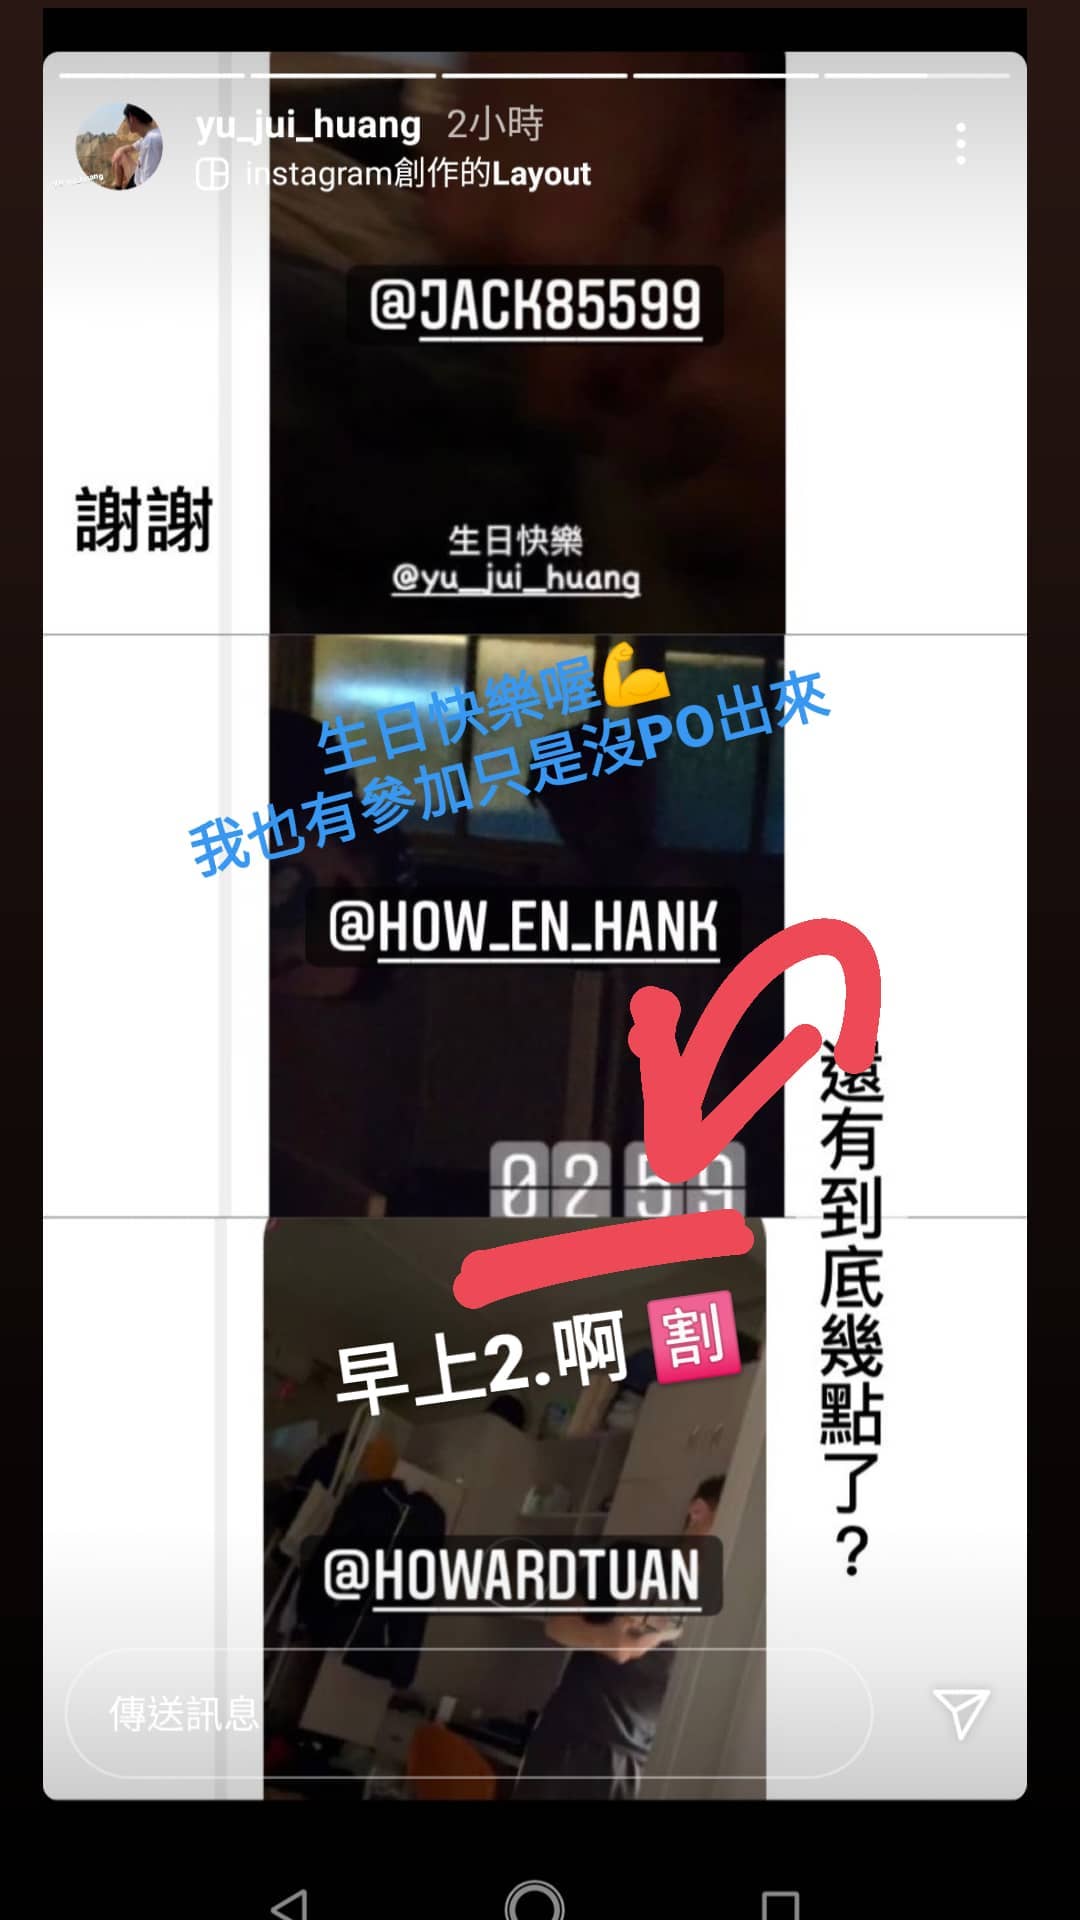 yu_jui_huang 2小時
instagram創作的Layout
@JACK85599
謝謝
生日快樂
@yu_jui_huang
生日快樂喔💪
我也有參加只是沒PO出來
@HOW_EN_HANK
02 59
還有到底幾點了？
早上2.啊 🈹
@HOWARDTUAN
傳送訊息